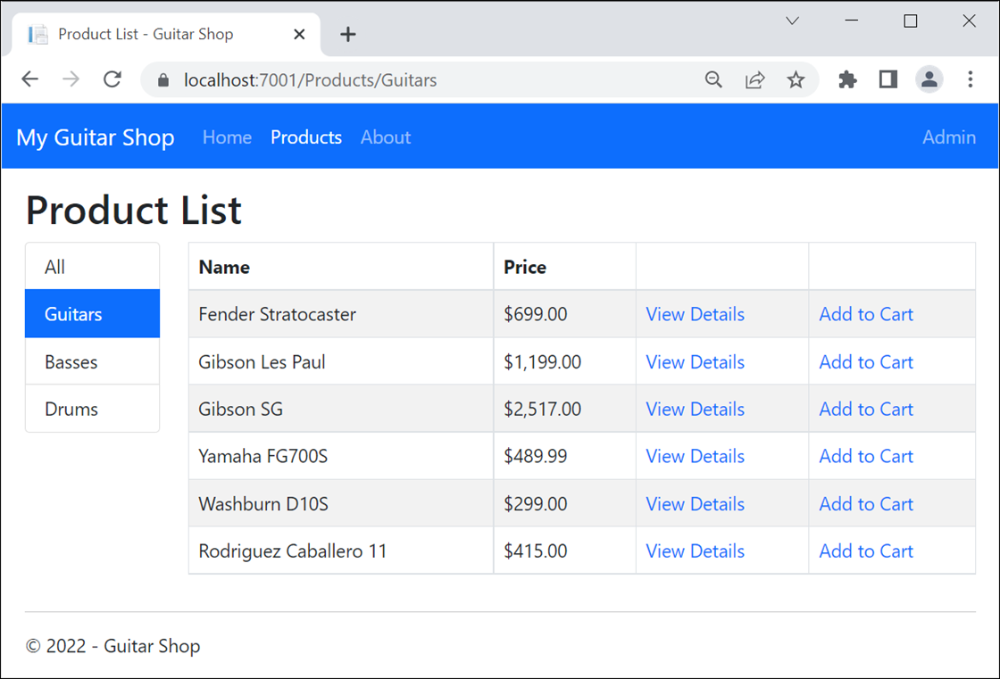 Product List - Guitar Shop
localhost:7001/Products/Guitars
My Guitar Shop Home Products About Admin
Product List
All
Guitars
Basses
Drums
Name Price
Fender Stratocaster $699.00 View Details Add to Cart
Gibson Les Paul $1,199.00 View Details Add to Cart
Gibson SG $2,517.00 View Details Add to Cart
Yamaha FG700S $489.99 View Details Add to Cart
Washburn D10S $299.00 View Details Add to Cart
Rodriguez Caballero 11 $415.00 View Details Add to Cart
© 2022 - Guitar Shop